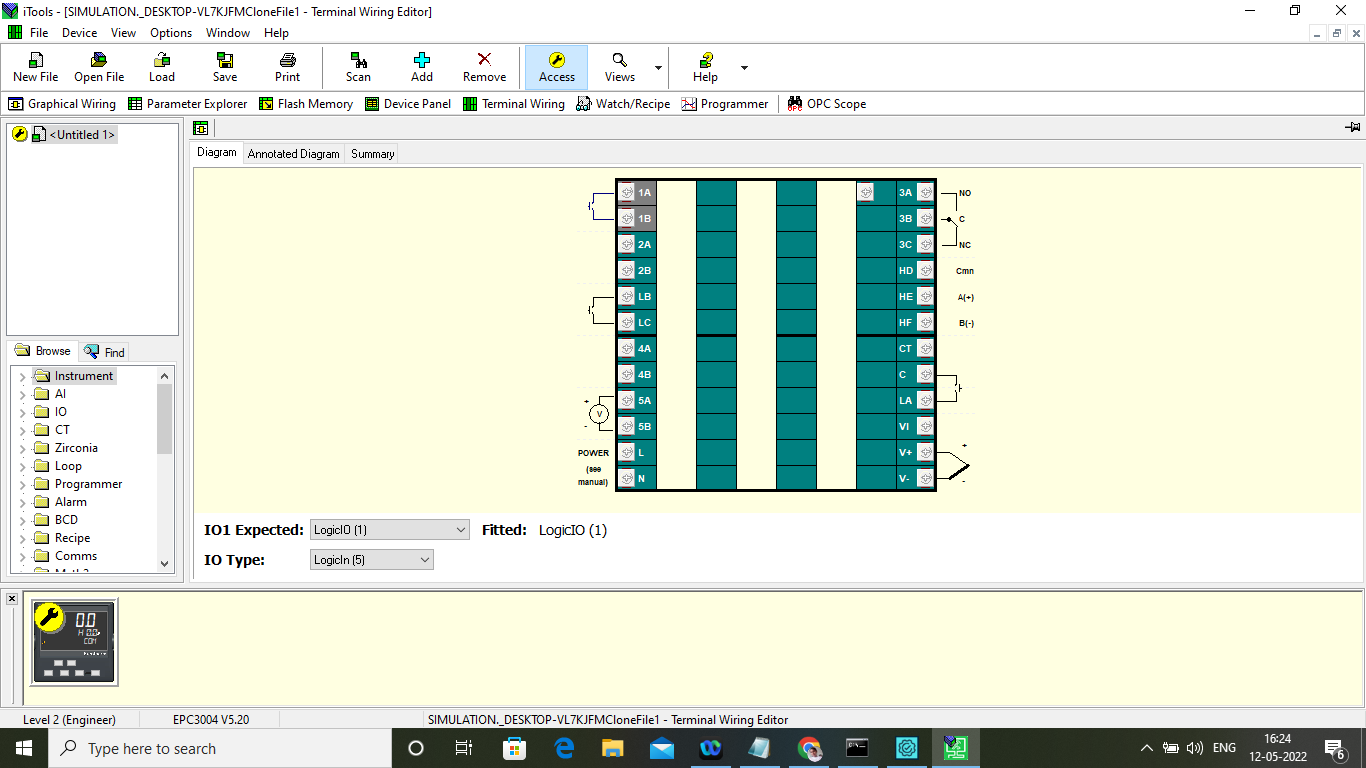 iTools - [SIMULATION._DESKTOP-VL7KJFMCloneFile1 - Terminal Wiring Editor]
File Device View Options Window Help
New File Open File Load Save Print Scan Add Remove Access Views Help
Graphical Wiring Parameter Explorer Flash Memory Device Panel Terminal Wiring Watch/Recipe Programmer OPC OPC Scope
<Untitled 1>
Diagram Annotated Diagram Summary
1A 3A NO
1B 3B C
2A 3C NC
2B HD Cmn
LB HE A(+)
LC HF B(-)
4A CT
4B C
+ 5A LA
V
- 5B VI
POWER L V+ +
(see
manual) N V- -
Browse Find
Instrument
AI
IO
CT
Zirconia
Loop
Programmer
Alarm
BCD
Recipe
Comms
IO1 Expected: LogicIO (1) Fitted: LogicIO (1)
IO Type: LogicIn (5)
0.0
COM
Level 2 (Engineer) EPC3004 V5.20 SIMULATION._DESKTOP-VL7KJFMCloneFile1 - Terminal Wiring Editor
Type here to search
ENG
16:24
12-05-2022
6